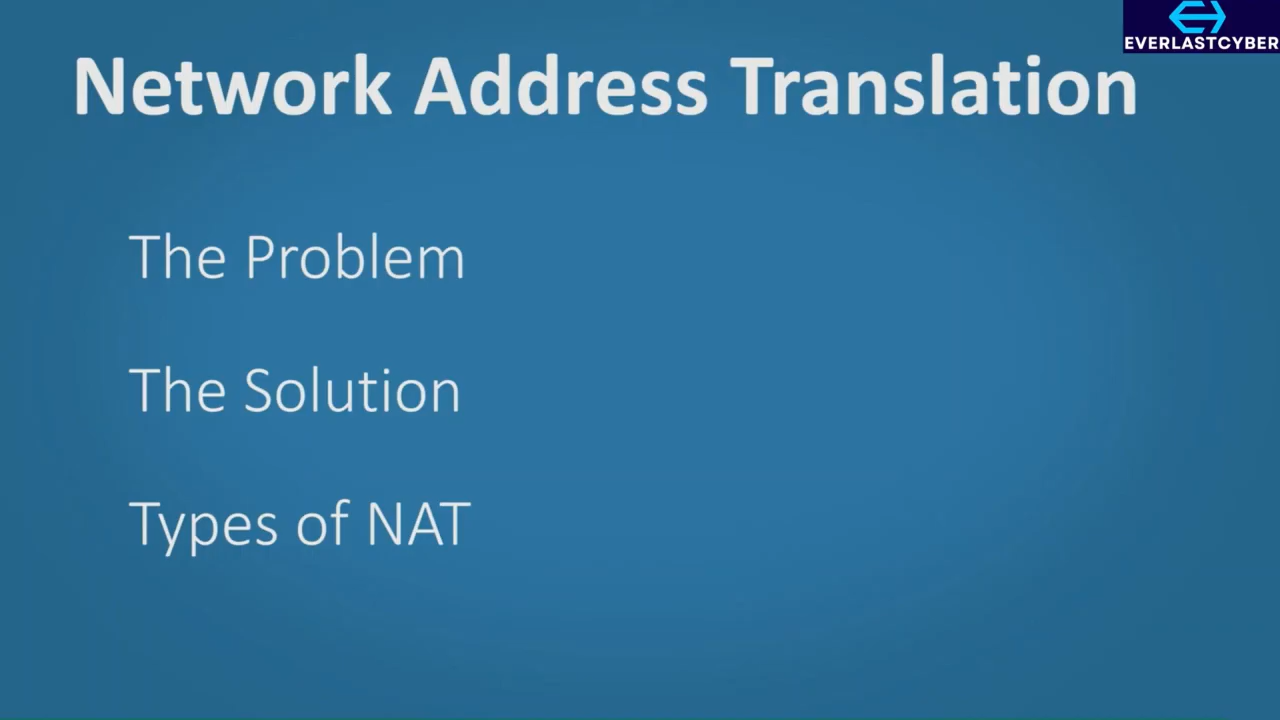 EVERLASTCYBER
Network Address Translation
The Problem
The Solution
Types of NAT